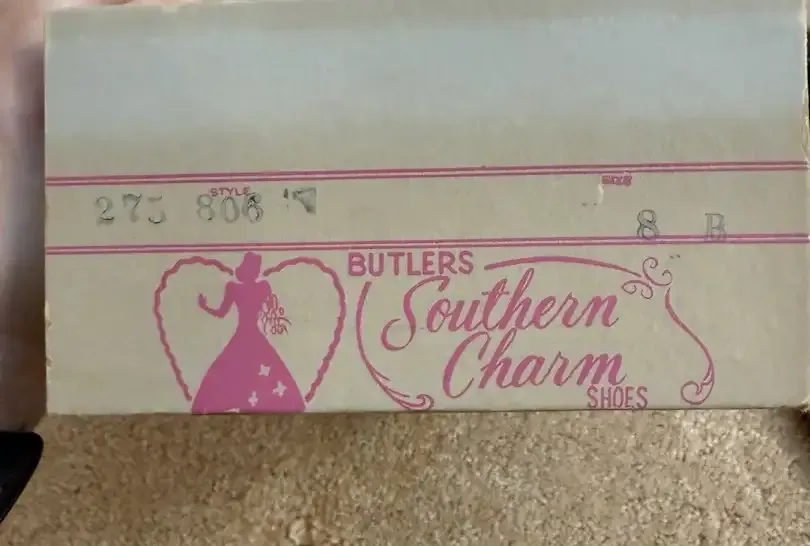 STYLE
SIZE
275 806
8 B
BUTLERS
Southern
Charm
SHOES